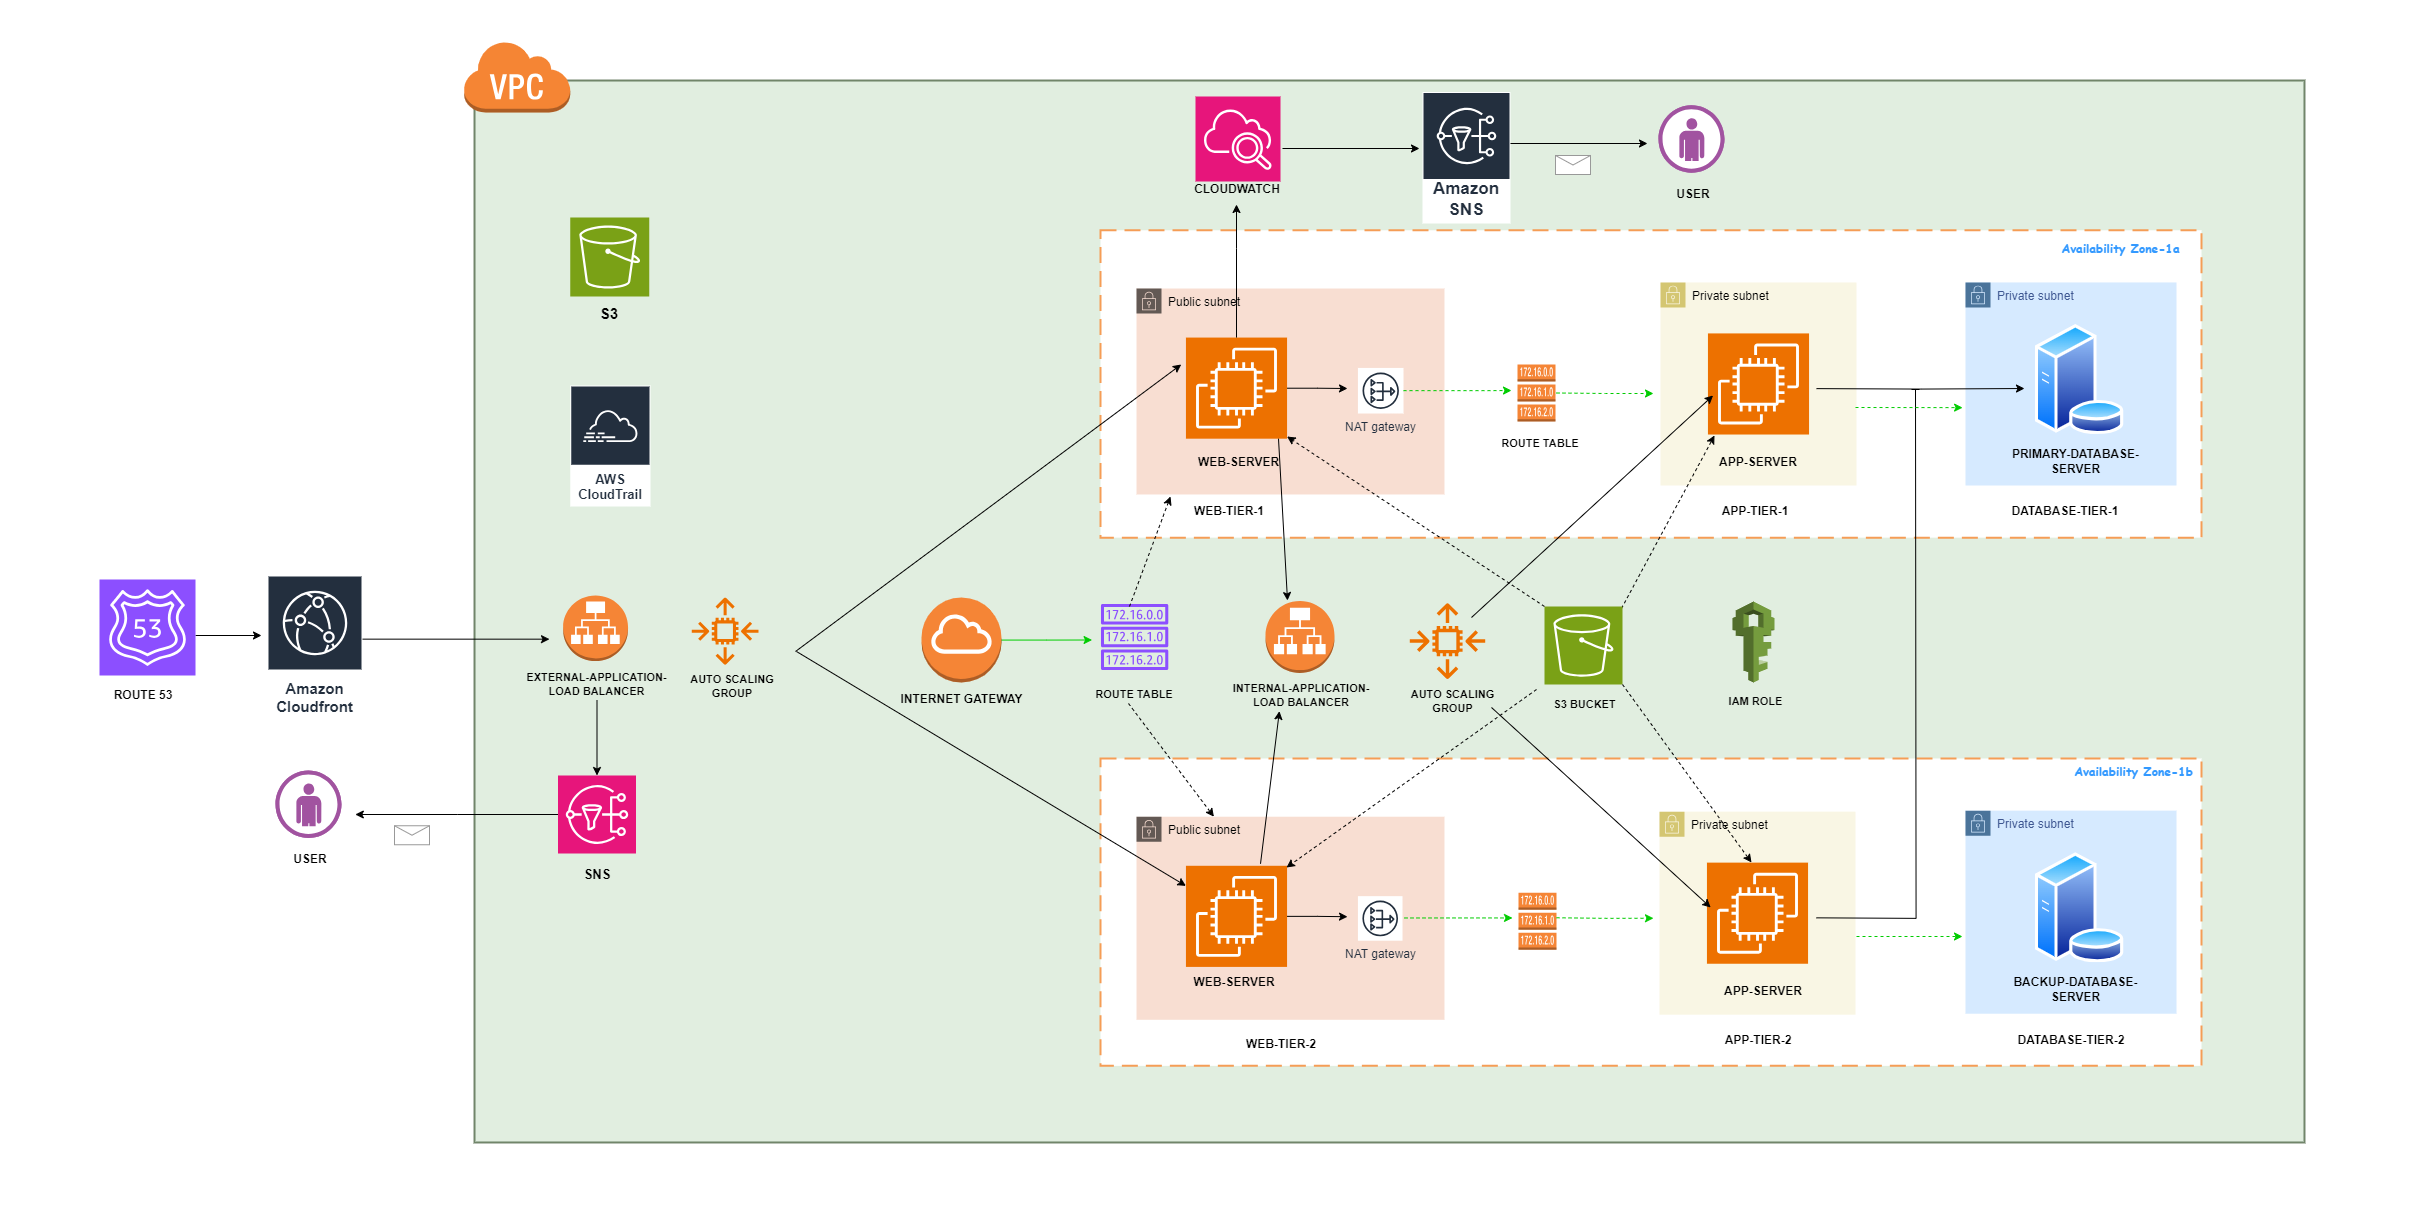 VPC
CLOUDWATCH
Amazon
SNS
USER
S3
Availability Zone-1a
Public subnet
Private subnet
Private subnet
172.16.0.0
172.16.1.0
172.16.2.0
NAT gateway
ROUTE TABLE
WEB-SERVER
APP-SERVER
PRIMARY-DATABASE-
SERVER
AWS
CloudTrail
WEB-TIER-1
APP-TIER-1
DATABASE-TIER-1
53
ROUTE 53
Amazon
Cloudfront
EXTERNAL-APPLICATION-
LOAD BALANCER
AUTO SCALING
GROUP
INTERNET GATEWAY
172.16.0.0
172.16.1.0
172.16.2.0
ROUTE TABLE
INTERNAL-APPLICATION-
LOAD BALANCER
AUTO SCALING
GROUP
S3 BUCKET
IAM ROLE
USER
SNS
Availability Zone-1b
Public subnet
Private subnet
Private subnet
172.16.0.0
172.16.1.0
172.16.2.0
NAT gateway
WEB-SERVER
APP-SERVER
BACKUP-DATABASE-
SERVER
WEB-TIER-2
APP-TIER-2
DATABASE-TIER-2